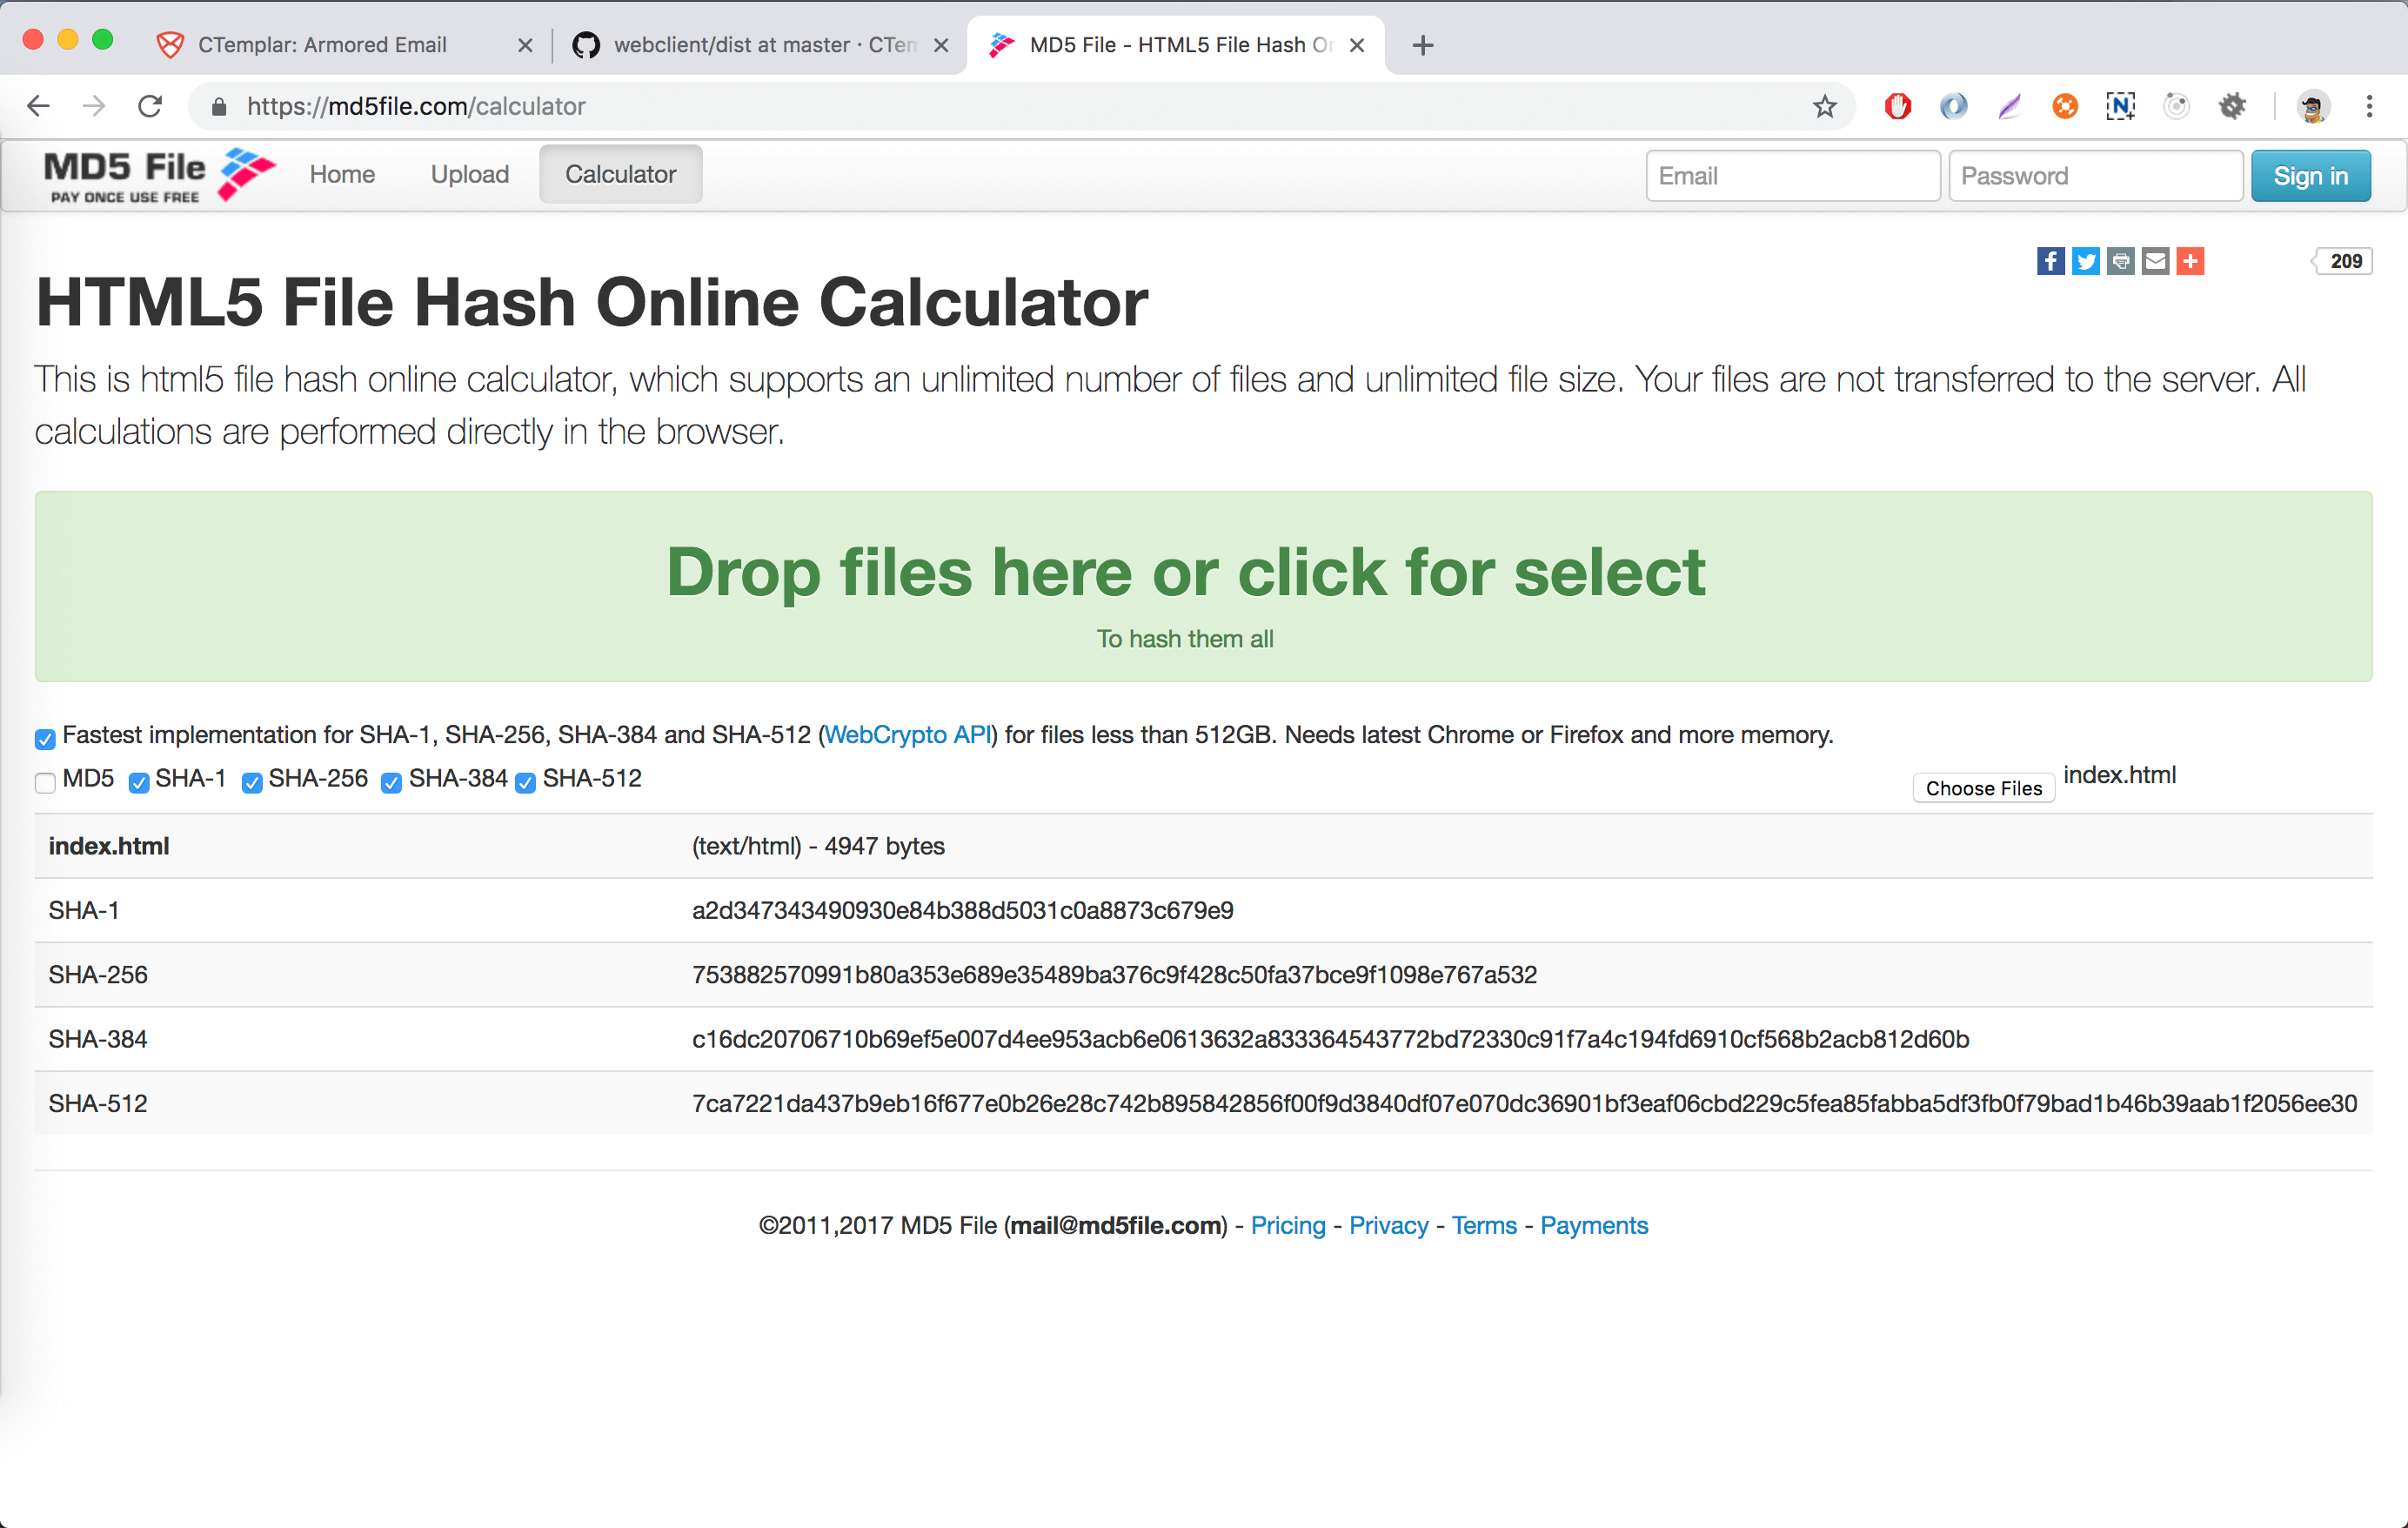 CTemplar: Armored Email
webclient/dist at master · CTem
MD5 File - HTML5 File Hash On
https://md5file.com/calculator
MD5 File
PAY ONCE USE FREE
Home
Upload
Calculator
Email
Password
Sign in
209
HTML5 File Hash Online Calculator
This is html5 file hash online calculator, which supports an unlimited number of files and unlimited file size. Your files are not transferred to the server. All
calculations are performed directly in the browser.
Drop files here or click for select
To hash them all
Fastest implementation for SHA-1, SHA-256, SHA-384 and SHA-512 (WebCrypto API) for files less than 512GB. Needs latest Chrome or Firefox and more memory.
MD5 SHA-1 SHA-256 SHA-384 SHA-512
Choose Files index.html
index.html (text/html) - 4947 bytes
SHA-1 a2d347343490930e84b388d5031c0a8873c679e9
SHA-256 753882570991b80a353e689e35489ba376c9f428c50fa37bce9f1098e767a532
SHA-384 c16dc20706710b69ef5e007d4ee953acb6e0613632a833364543772bd72330c91f7a4c194fd6910cf568b2acb812d60b
SHA-512 7ca7221da437b9eb16f677e0b26e28c742b895842856f00f9d3840df07e070dc36901bf3eaf06cbd229c5fea85fabba5df3fb0f79bad1b46b39aab1f2056ee30
©2011,2017 MD5 File (mail@md5file.com) - Pricing - Privacy - Terms - Payments